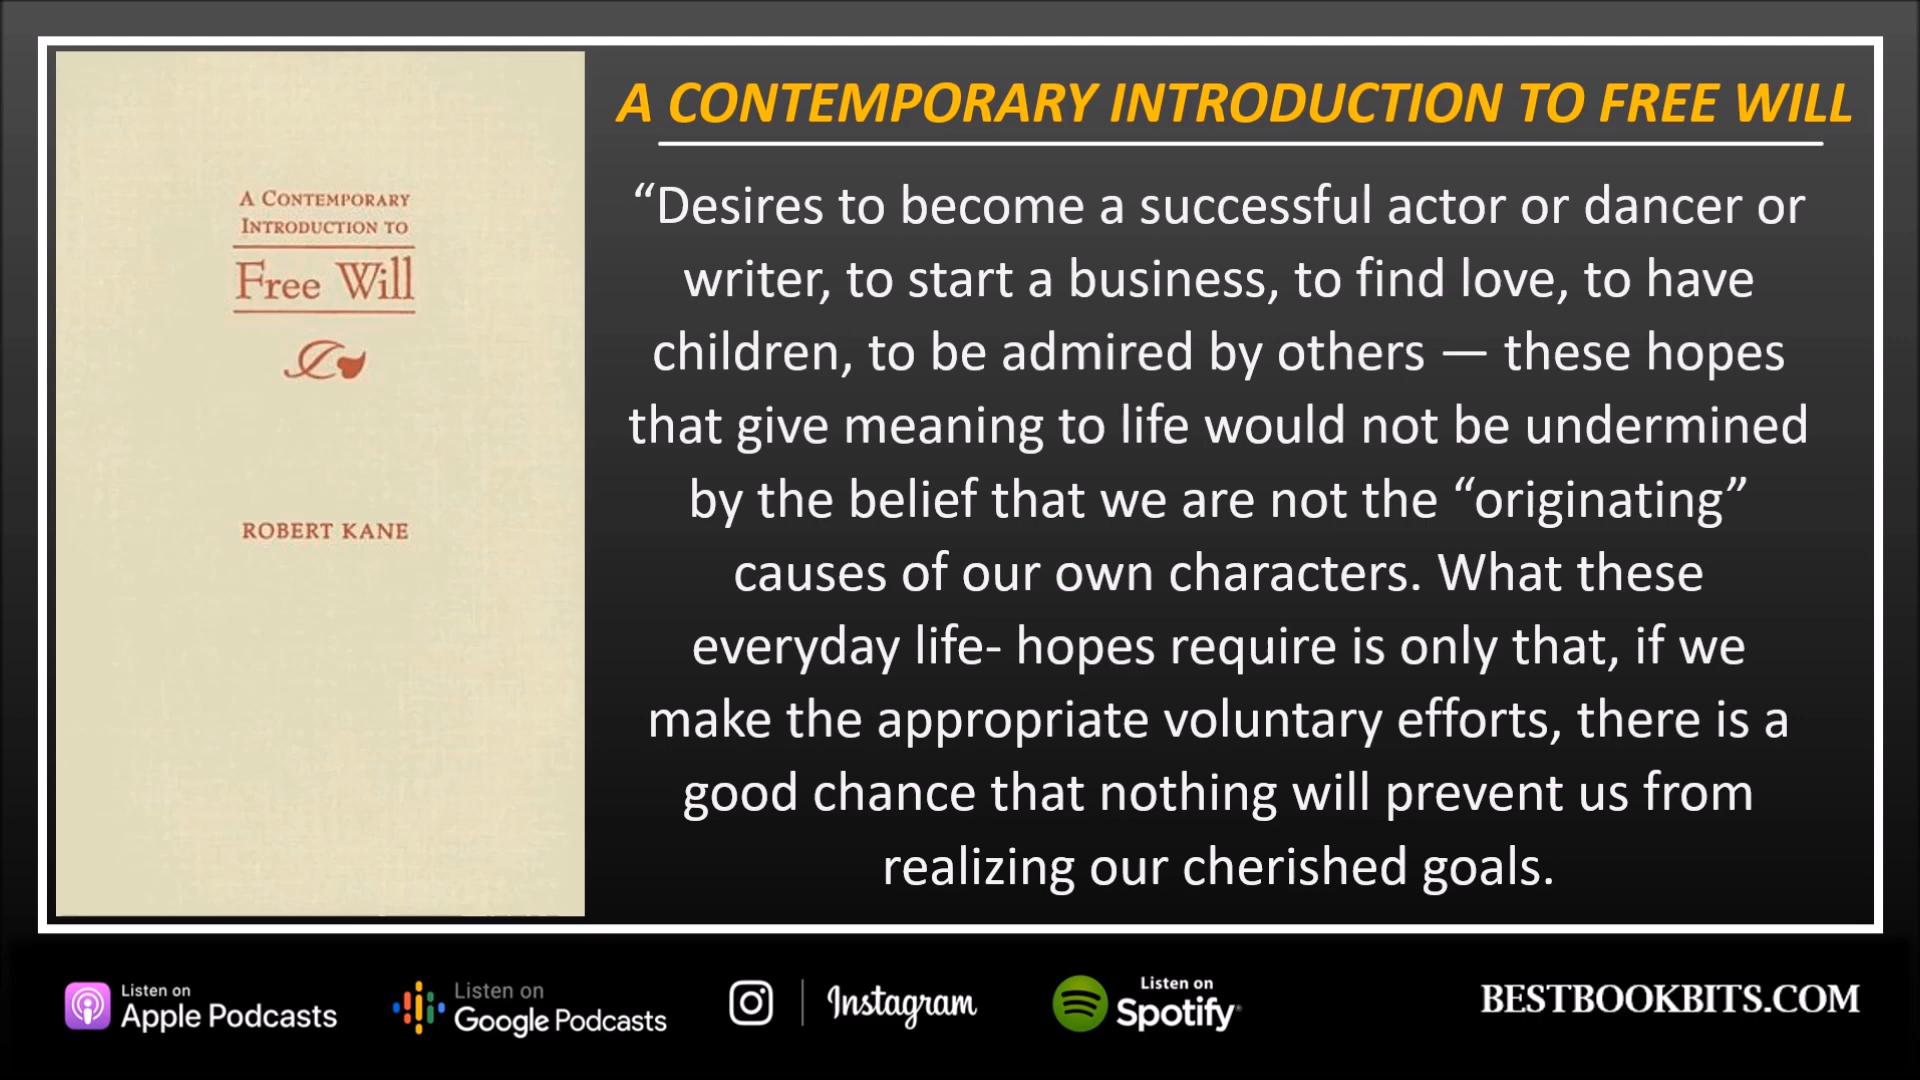 A CONTEMPORARY
INTRODUCTION TO
Free Will
ROBERT KANE
A CONTEMPORARY INTRODUCTION TO FREE WILL
“Desires to become a successful actor or dancer or
writer, to start a business, to find love, to have
children, to be admired by others — these hopes
that give meaning to life would not be undermined
by the belief that we are not the “originating”
causes of our own characters. What these
everyday life- hopes require is only that, if we
make the appropriate voluntary efforts, there is a
good chance that nothing will prevent us from
realizing our cherished goals.
Listen on
Apple Podcasts
Listen on
Google Podcasts
Instagram
Listen on
Spotify
BESTBOOKBITS.COM